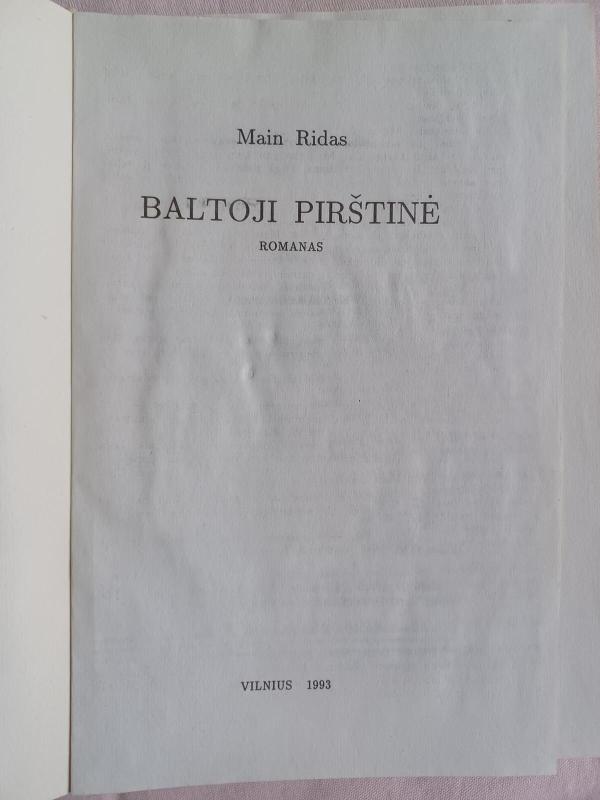 Main Ridas
BALTOJI PIRŠTINĖ
ROMANAS
VILNIUS 1993